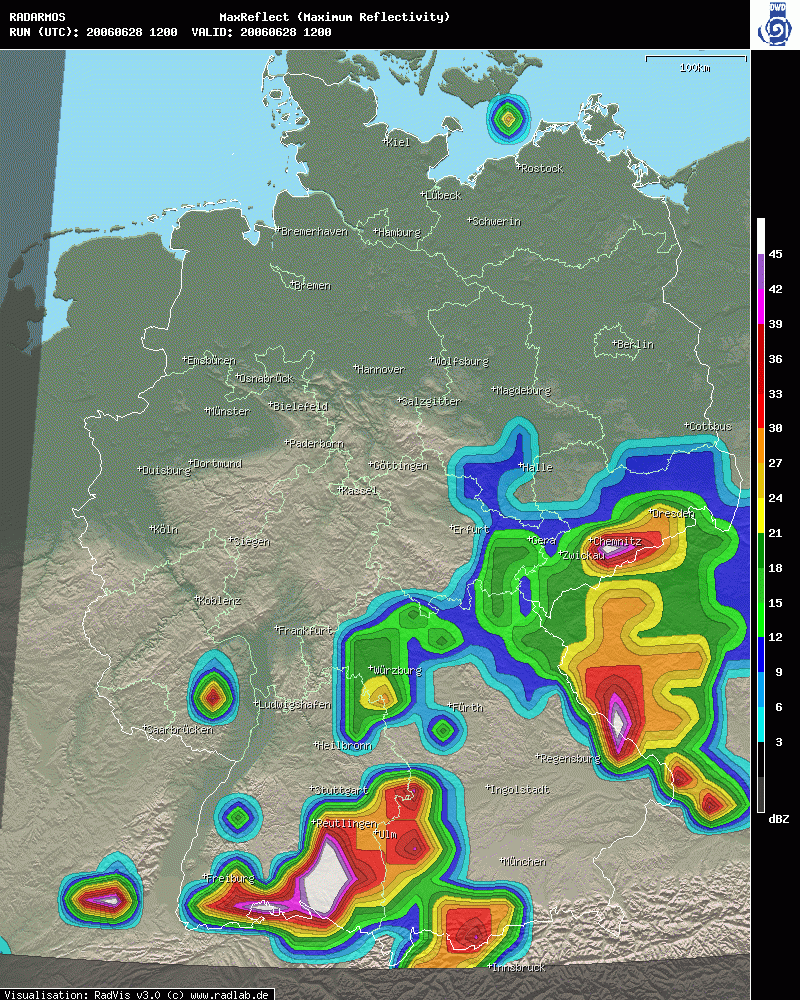 RADARMOS MaxReflect (Maximum Reflectivity)
RUN (UTC): 20060628 1200 VALID: 20060628 1200
DWD
100km
Kiel
Rostock
Lübeck
Schwerin
Bremerhaven
Hamburg
Bremen
Berlin
Emsbüren
Wolfsburg
Hannover
Osnabrück
Magdeburg
Salzgitter
Münster
Bielefeld
Cottbus
Paderborn
Duisburg
Dortmund
Göttingen
Halle
Kassel
Dresden
Köln
Erfurt
Siegen
Gera
Chemnitz
Zwickau
Koblenz
Frankfurt
Würzburg
Ludwigshafen
Fürth
Saarbrücken
Heilbronn
Regensburg
Stuttgart
Ingolstadt
Reutlingen
Ulm
München
Freiburg
Innsbruck
45
42
39
36
33
30
27
24
21
18
15
12
9
6
3
dBZ
Visualisation: RadVis v3.0 (c) www.radlab.de